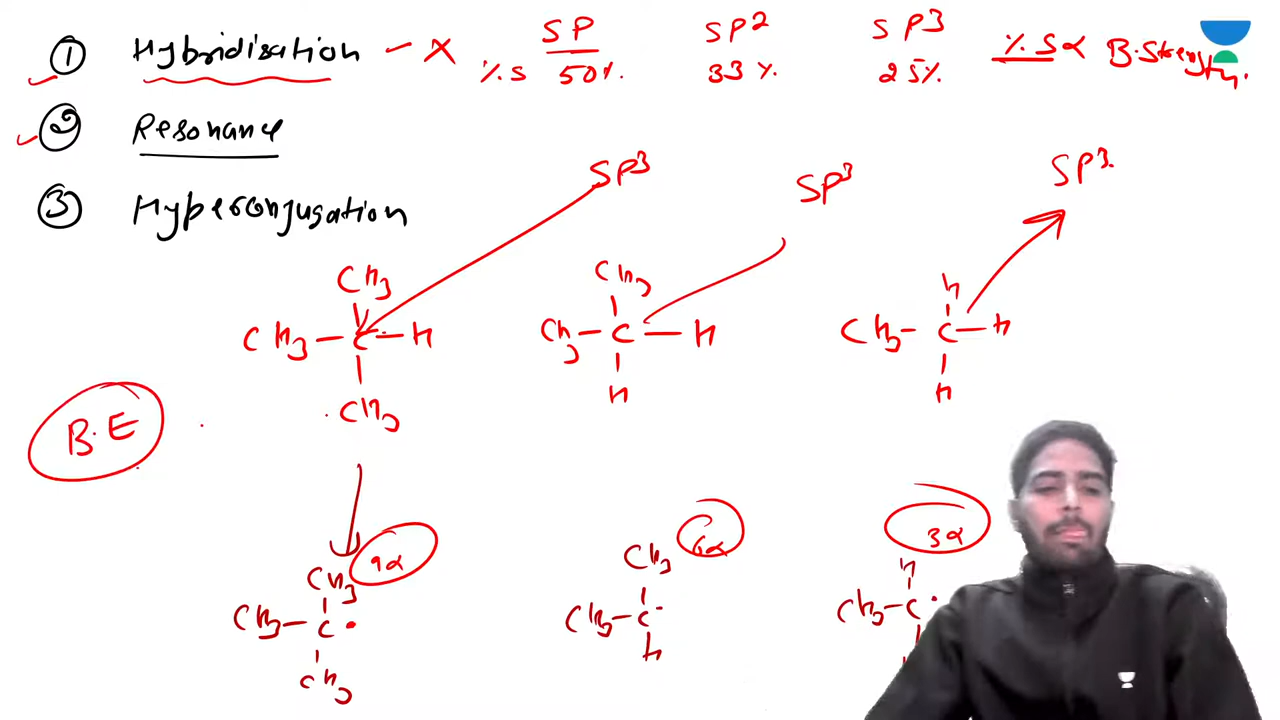 ① Hybridisation – X
SP SP2 SP3
%S 50%. 33%. 25%
%S ∝ B.Strength.
② Resonance
③ Hyperconjugation
SP3 SP3 SP3.
CH3 CH3 H
CH3–C–H CH3–C–H CH3–C–H
CH3 H H
B.E
9α 6α 3α
CH3 CH3 H
CH3–C• CH3–C• CH3–C•
CH3 H